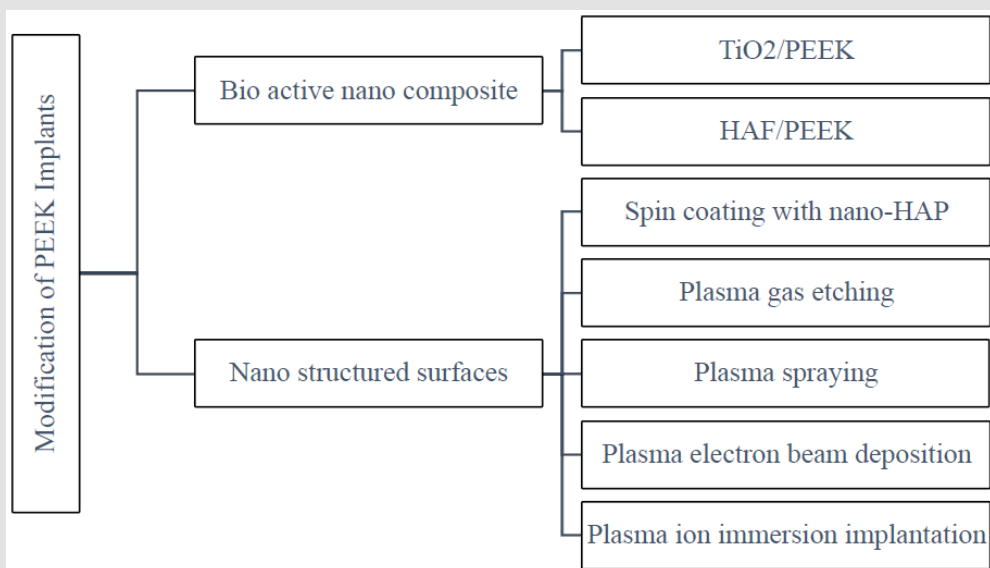 Modification of PEEK Implants
Bio active nano composite
TiO2/PEEK
HAF/PEEK
Nano structured surfaces
Spin coating with nano-HAP
Plasma gas etching
Plasma spraying
Plasma electron beam deposition
Plasma ion immersion implantation